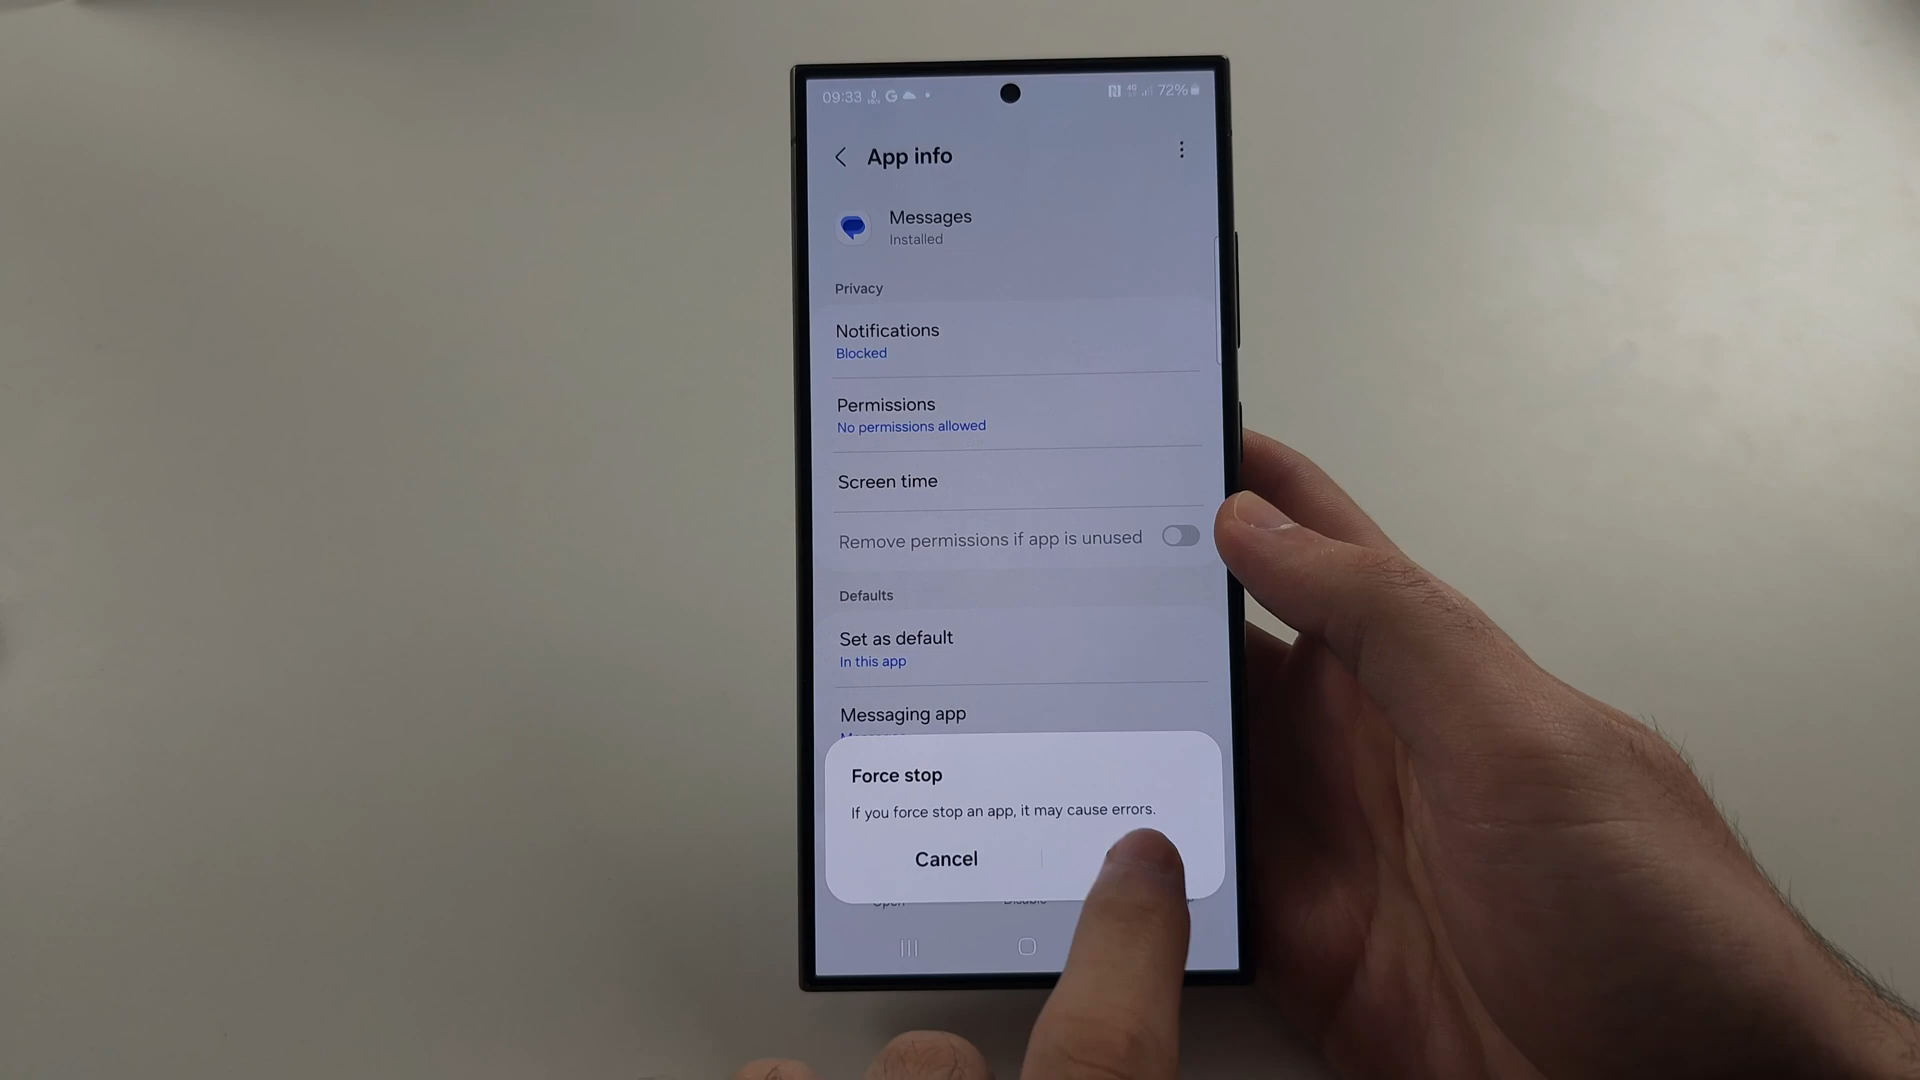 09:33 G 4G 72%
App info
Messages
Installed
Privacy
Notifications
Blocked
Permissions
No permissions allowed
Screen time
Remove permissions if app is unused
Defaults
Set as default
In this app
Messaging app
Force stop
If you force stop an app, it may cause errors.
Cancel